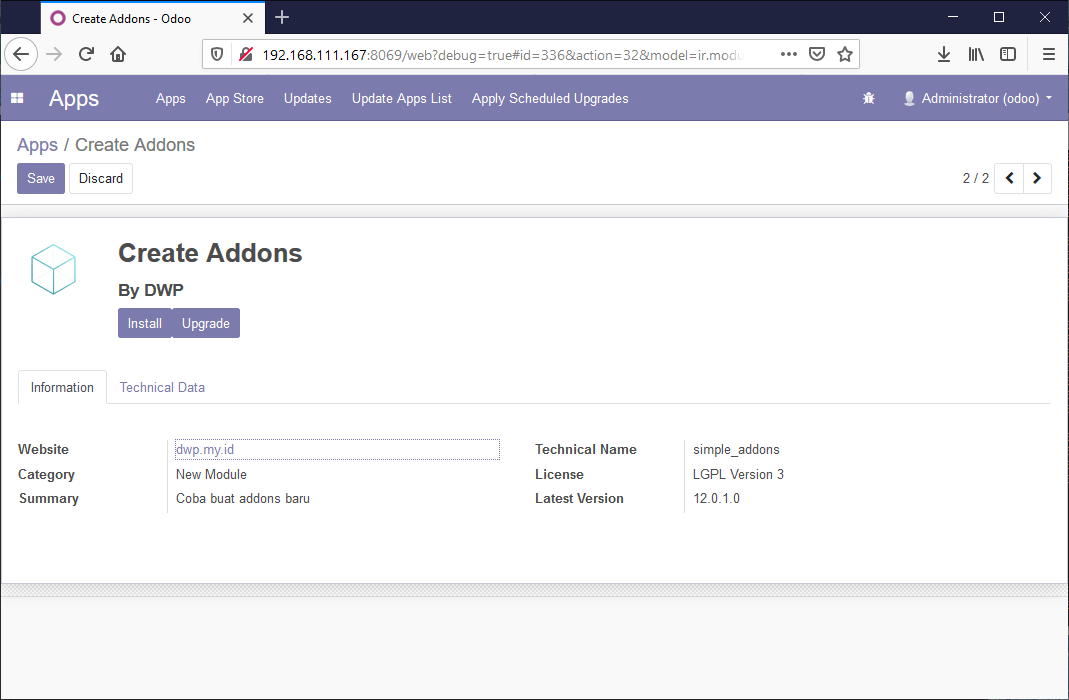 Create Addons - Odoo
192.168.111.167:8069/web?debug=true#id=336&action=32&model=ir.modu
Apps Apps App Store Updates Update Apps List Apply Scheduled Upgrades Administrator (odoo)
Apps / Create Addons
Save Discard 2 / 2
Create Addons
By DWP
Install Upgrade
Information Technical Data
Website dwp.my.id Technical Name simple_addons
Category New Module License LGPL Version 3
Summary Coba buat addons baru Latest Version 12.0.1.0